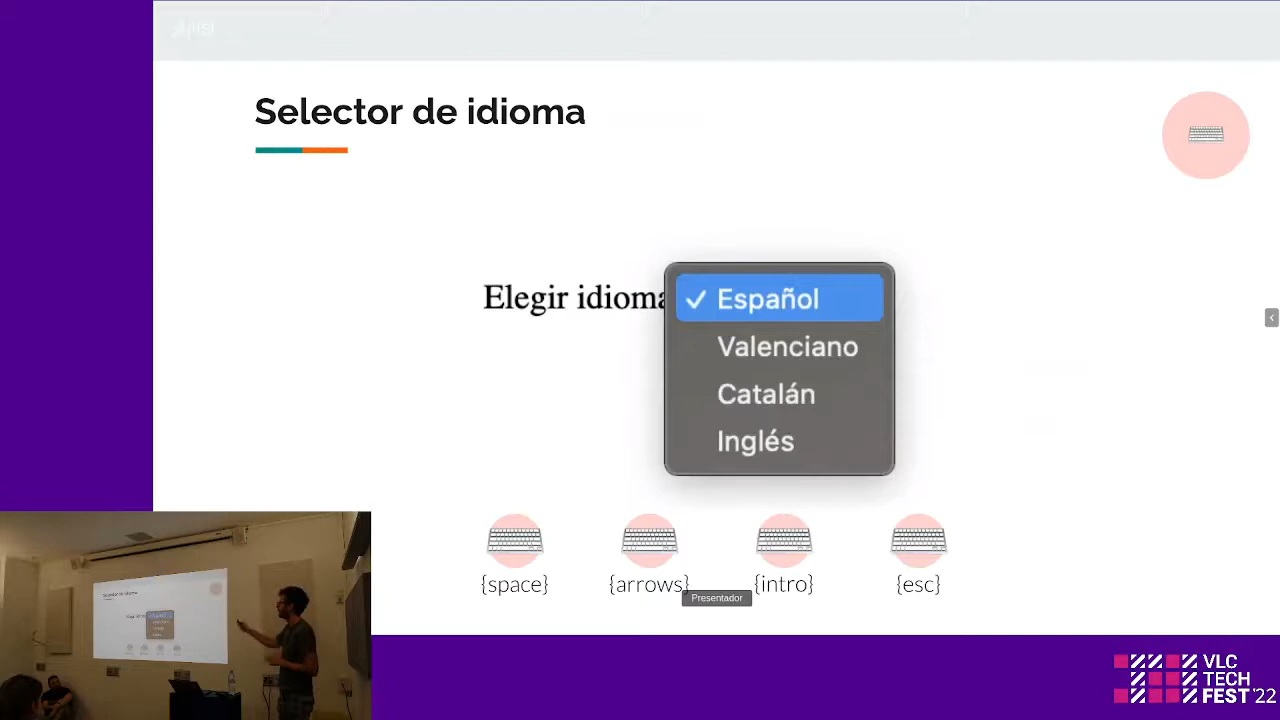 Selector de idioma
Elegir idioma
✓ Español
Valenciano
Catalán
Inglés
{space} {arrows} {intro} {esc}
Presentador
VLC
TECH
FEST'22